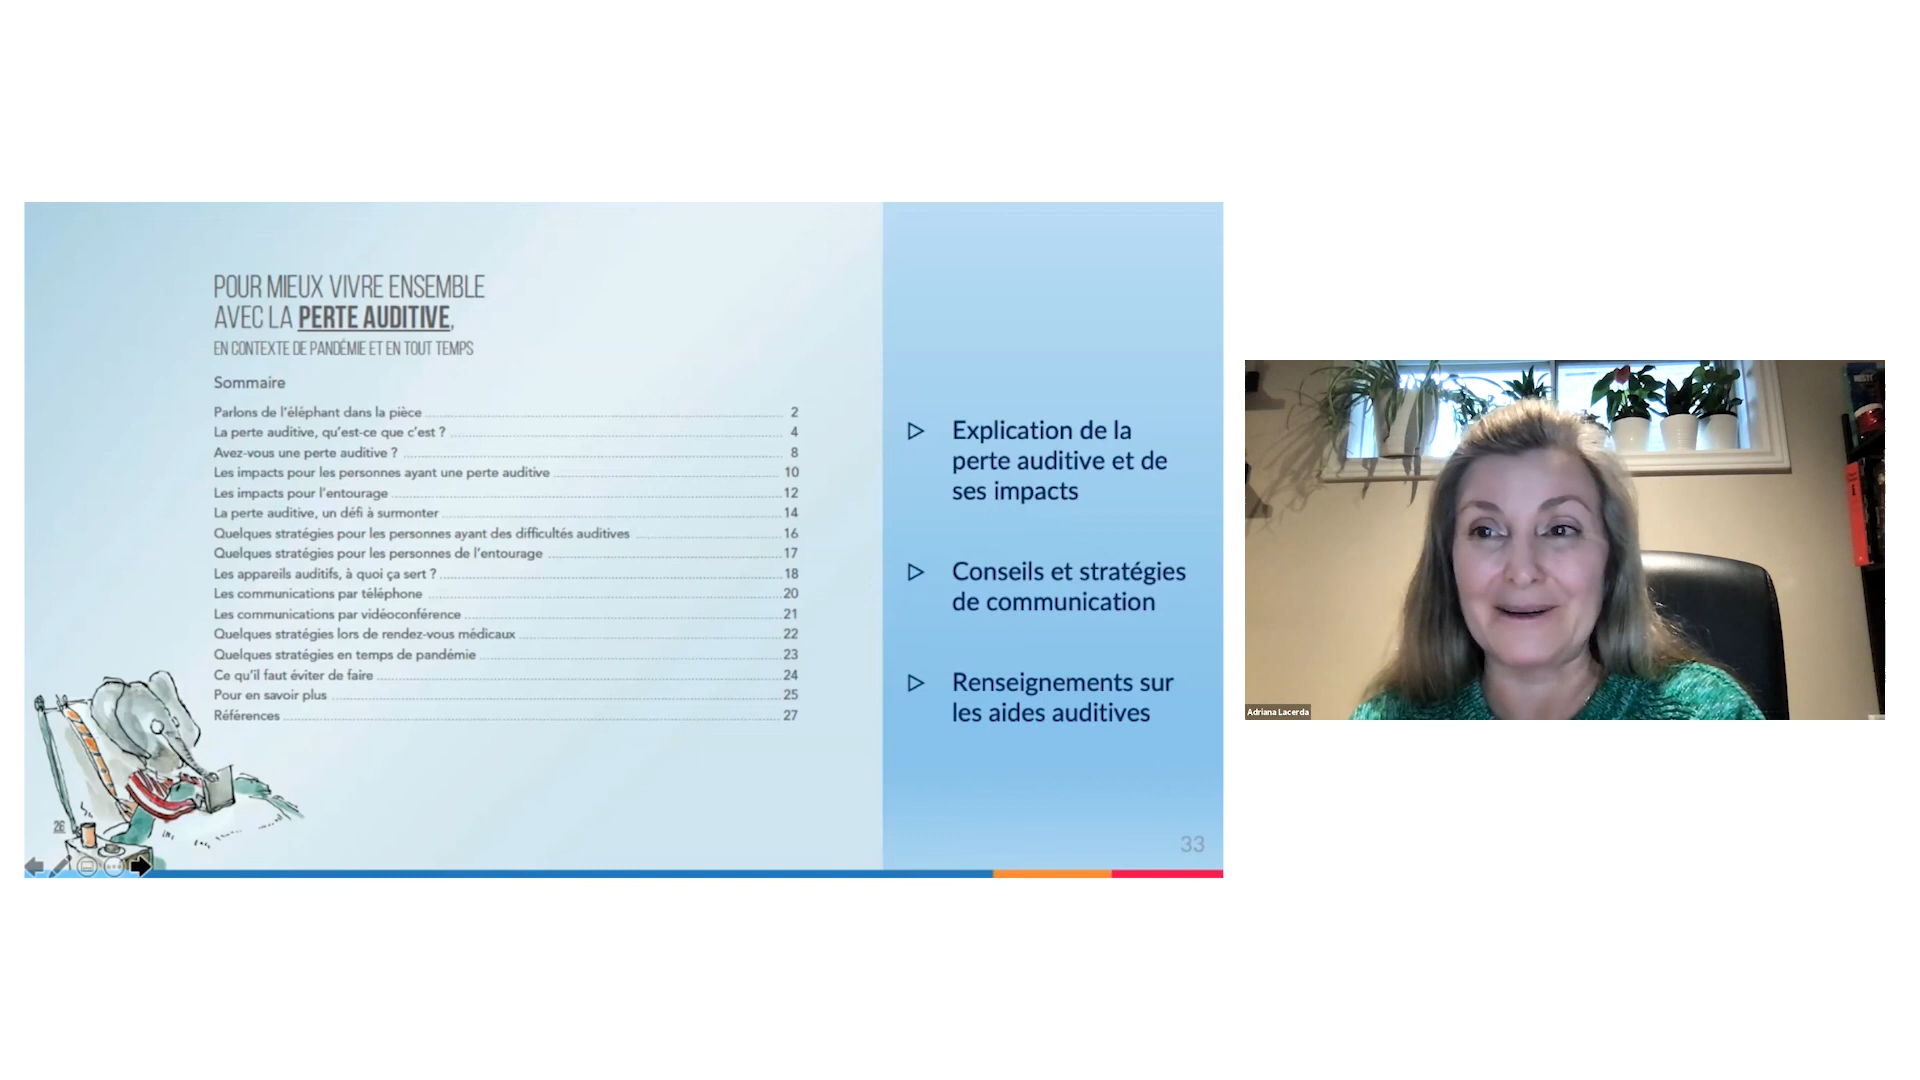 POUR MIEUX VIVRE ENSEMBLE
AVEC LA PERTE AUDITIVE,
EN CONTEXTE DE PANDÉMIE ET EN TOUT TEMPS
Sommaire
Parlons de l'éléphant dans la pièce 2
La perte auditive, qu'est-ce que c'est ? 4
Avez-vous une perte auditive ? 8
Les impacts pour les personnes ayant une perte auditive 10
Les impacts pour l'entourage 12
La perte auditive, un défi à surmonter 14
Quelques stratégies pour les personnes ayant des difficultés auditives 16
Quelques stratégies pour les personnes de l'entourage 17
Les appareils auditifs, à quoi ça sert ? 18
Les communications par téléphone 20
Les communications par vidéoconférence 21
Quelques stratégies lors de rendez-vous médicaux 22
Quelques stratégies en temps de pandémie 23
Ce qu'il faut éviter de faire 24
Pour en savoir plus 25
Références 27
26
Explication de la
perte auditive et de
ses impacts
Conseils et stratégies
de communication
Renseignements sur
les aides auditives
33
Adriana Lacerda